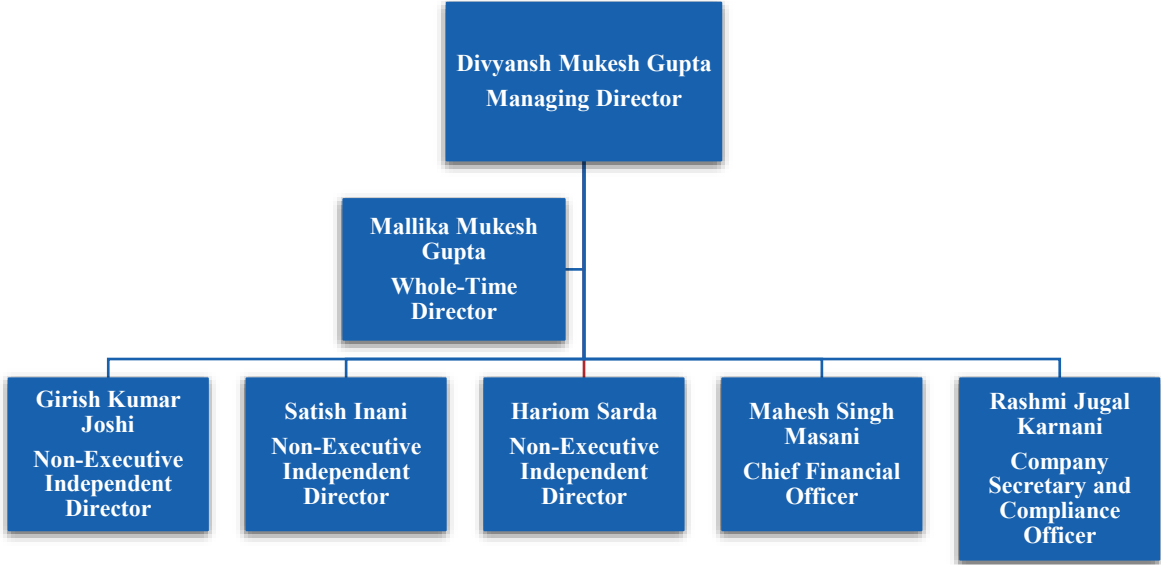 Divyansh Mukesh Gupta
Managing Director
Mallika Mukesh
Gupta
Whole-Time
Director
Girish Kumar
Joshi
Non-Executive
Independent
Director
Satish Inani
Non-Executive
Independent
Director
Hariom Sarda
Non-Executive
Independent
Director
Mahesh Singh
Masani
Chief Financial
Officer
Rashmi Jugal
Karnani
Company
Secretary and
Compliance
Officer